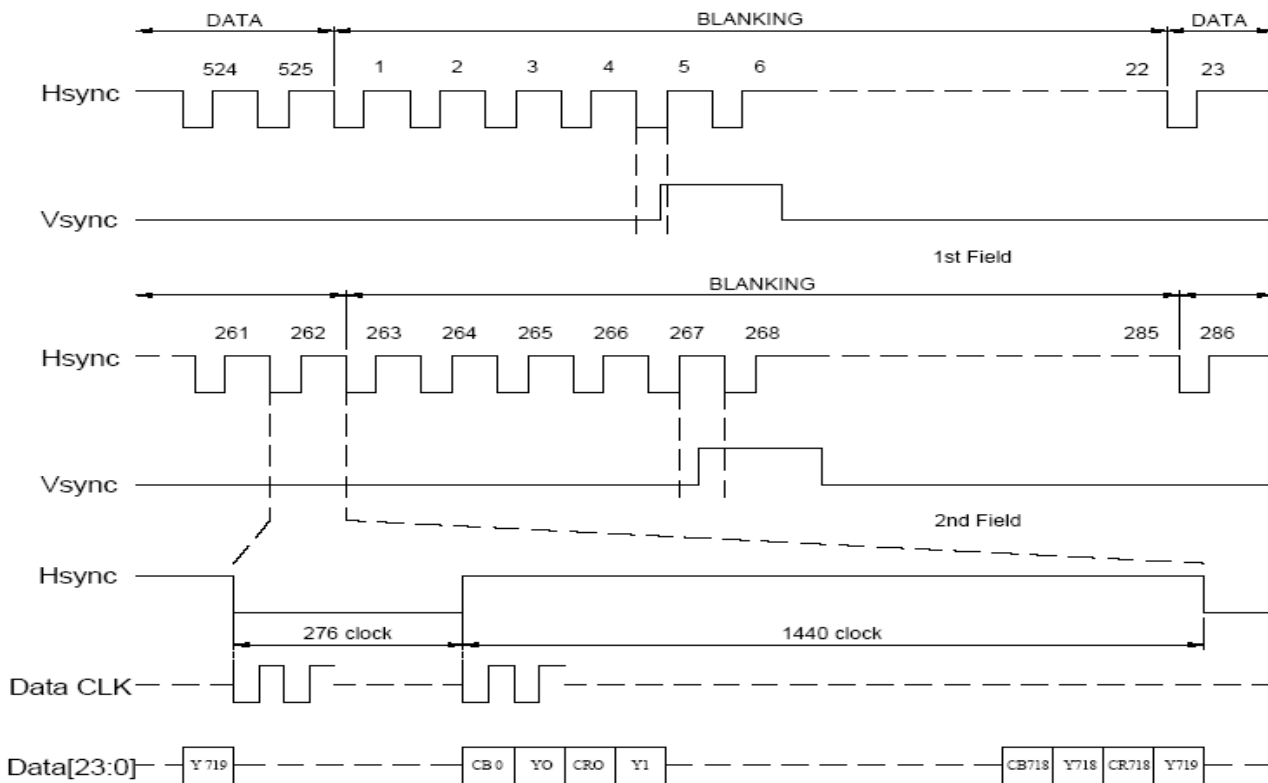 DATA BLANKING DATA
524 525 1 2 3 4 5 6 22 23
Hsync
Vsync
1st Field
BLANKING
261 262 263 264 265 266 267 268 285 286
Hsync
Vsync
2nd Field
Hsync
276 clock 1440 clock
Data CLK
Data[23:0] Y719 CB0 YO CRO Y1 CB718 Y718 CR718 Y719